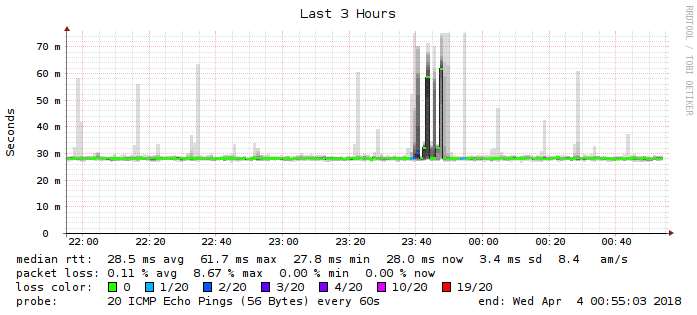 Last 3 Hours
RRDTOOL / TOBI OETIKER
Seconds
70 m
60 m
50 m
40 m
30 m
20 m
10 m
0
22:00 22:20 22:40 23:00 23:20 23:40 00:00 00:20 00:40
median rtt: 28.5 ms avg 61.7 ms max 27.8 ms min 28.0 ms now 3.4 ms sd 8.4 am/s
packet loss: 0.11 % avg 8.67 % max 0.00 % min 0.00 % now
loss color: 0 1/20 2/20 3/20 4/20 10/20 19/20
probe: 20 ICMP Echo Pings (56 Bytes) every 60s end: Wed Apr 4 00:55:03 2018